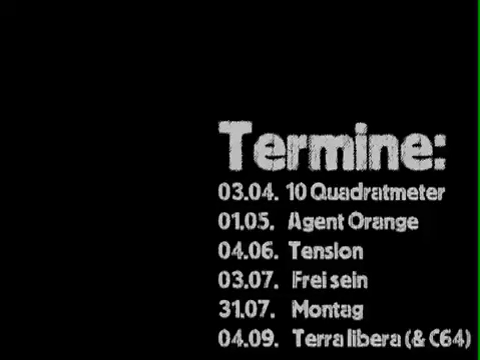 Termine:
03.04. 10 Quadratmeter
01.05. Agent Orange
04.06. Tension
03.07. Frei sein
31.07. Montag
04.09. Terra libera (& C64)